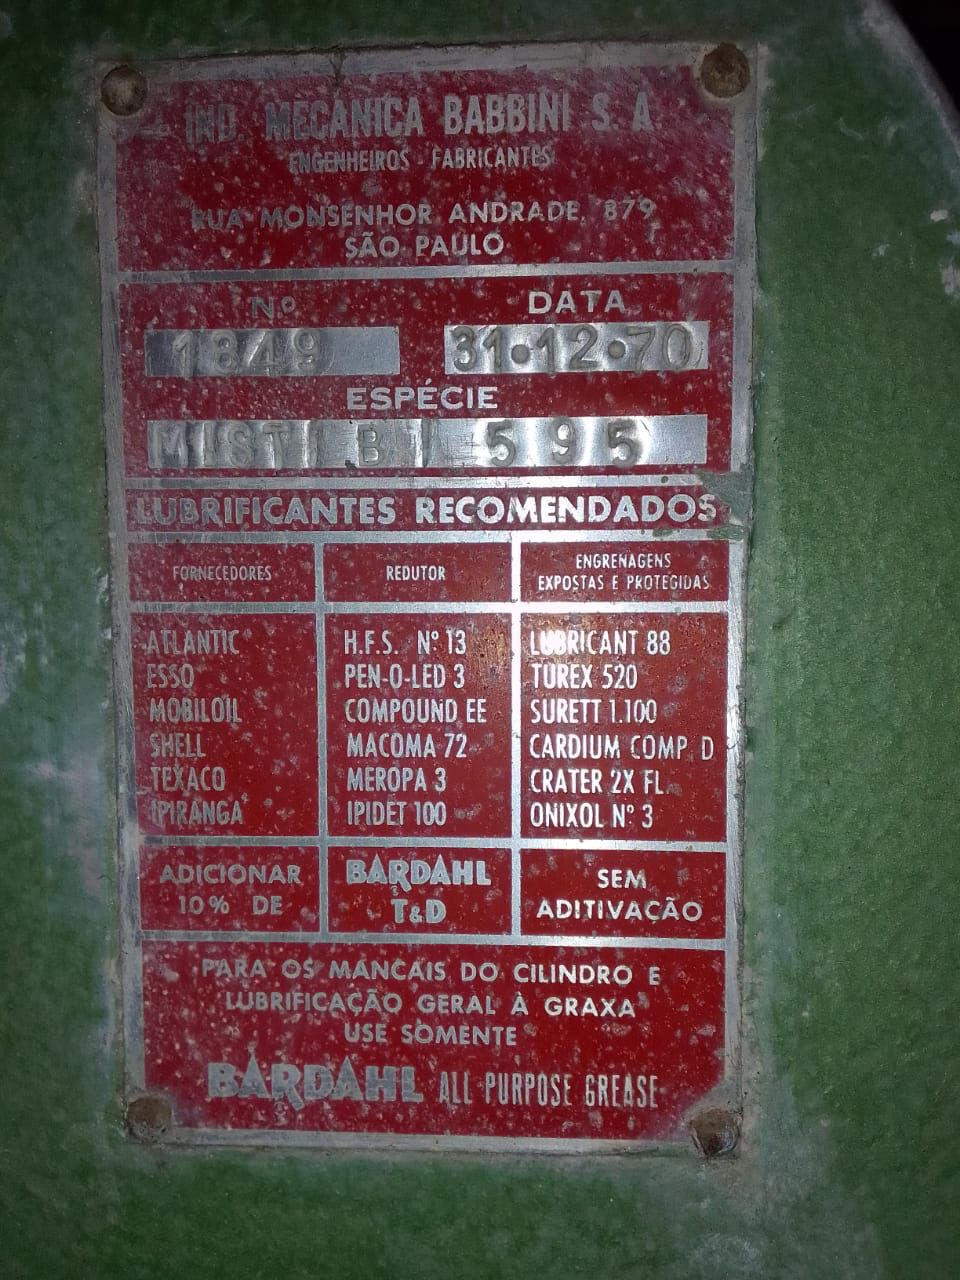 IND. MECANICA BABBINI S. A.
ENGENHEIROS FABRICANTES
RUA MONSENHOR ANDRADE, 879
SÃO PAULO
Nº DATA
1849 31•12•70
ESPÉCIE
MIST. B / 595
LUBRIFICANTES RECOMENDADOS
FORNECEDORES REDUTOR ENGRENAGENS
EXPOSTAS E PROTEGIDAS
ATLANTIC H.F.S. Nº 13 LUBRICANT 88
ESSO PEN-O-LED 3 TUREX 520
MOBILOIL COMPOUND EE SURETT 1.100
SHELL MACOMA 72 CARDIUM COMP. D
TEXACO MEROPA 3 CRATER 2X FL.
IPIRANGA IPIDET 100 ONIXOL Nº 3
ADICIONAR BARDAHL SEM
10% DE T&D ADITIVAÇÃO
PARA OS MANCAIS DO CILINDRO E
LUBRIFICAÇÃO GERAL À GRAXA
USE SOMENTE
BARDAHL ALL PURPOSE GREASE